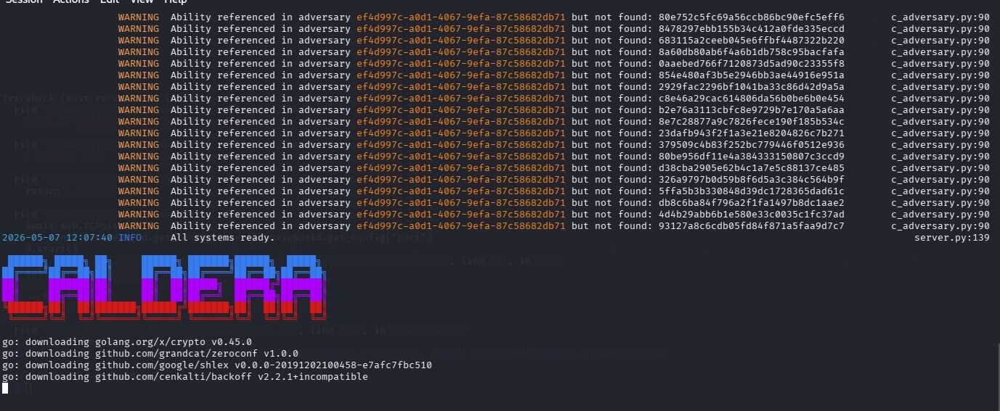 Session Actions Edit View Help
WARNING Ability referenced in adversary ef4d997c-a0d1-4067-9efa-87c58682db71 but not found: 80e752c5fc69a56ccb86bc90efc5eff6 c_adversary.py:90
WARNING Ability referenced in adversary ef4d997c-a0d1-4067-9efa-87c58682db71 but not found: 8478297ebb155b34c412a0fde335eccd c_adversary.py:90
WARNING Ability referenced in adversary ef4d997c-a0d1-4067-9efa-87c58682db71 but not found: 683115a2ceeb045e6ffbf4487322b220 c_adversary.py:90
WARNING Ability referenced in adversary ef4d997c-a0d1-4067-9efa-87c58682db71 but not found: 8a60db80ab6f4a6b1db758c95bacfafa c_adversary.py:90
WARNING Ability referenced in adversary ef4d997c-a0d1-4067-9efa-87c58682db71 but not found: 0aaebed766f7120873d5ad90c23355f8 c_adversary.py:90
WARNING Ability referenced in adversary ef4d997c-a0d1-4067-9efa-87c58682db71 but not found: 854e480af3b5e2946bb3ae44916e951a c_adversary.py:90
WARNING Ability referenced in adversary ef4d997c-a0d1-4067-9efa-87c58682db71 but not found: 2929fac2296bf1041ba33c86d42d9a5a c_adversary.py:90
WARNING Ability referenced in adversary ef4d997c-a0d1-4067-9efa-87c58682db71 but not found: c8e46a29cac614806da56b0be6b0e454 c_adversary.py:90
WARNING Ability referenced in adversary ef4d997c-a0d1-4067-9efa-87c58682db71 but not found: b2e76a3113cbfc8e9729b7e170a5a6aa c_adversary.py:90
WARNING Ability referenced in adversary ef4d997c-a0d1-4067-9efa-87c58682db71 but not found: 8e7c28877a9c7826fece190f185b534c c_adversary.py:90
WARNING Ability referenced in adversary ef4d997c-a0d1-4067-9efa-87c58682db71 but not found: 23dafb943f2f1a3e21e8204826c7b271 c_adversary.py:90
WARNING Ability referenced in adversary ef4d997c-a0d1-4067-9efa-87c58682db71 but not found: 379509c4b83f252bc779446f0512e936 c_adversary.py:90
WARNING Ability referenced in adversary ef4d997c-a0d1-4067-9efa-87c58682db71 but not found: 80be956df11e4a384333150807c3ccd9 c_adversary.py:90
WARNING Ability referenced in adversary ef4d997c-a0d1-4067-9efa-87c58682db71 but not found: d38cba2905e62b4c1a7e5c88137ce485 c_adversary.py:90
WARNING Ability referenced in adversary ef4d997c-a0d1-4067-9efa-87c58682db71 but not found: 326a9797b0d59b8f6d5a3c384c564b9f c_adversary.py:90
WARNING Ability referenced in adversary ef4d997c-a0d1-4067-9efa-87c58682db71 but not found: 5ffa5b3b330848d39dc1728365dad61c c_adversary.py:90
WARNING Ability referenced in adversary ef4d997c-a0d1-4067-9efa-87c58682db71 but not found: db8c6ba84f796a2f1fa1497b8dc1aae2 c_adversary.py:90
WARNING Ability referenced in adversary ef4d997c-a0d1-4067-9efa-87c58682db71 but not found: 4d4b29abb6b1e580e33c0035c1fc37ad c_adversary.py:90
WARNING Ability referenced in adversary ef4d997c-a0d1-4067-9efa-87c58682db71 but not found: 93127a8c6cdb05fd84f871a5faa9d7c7 c_adversary.py:90
2026-05-07 12:07:40 INFO All systems ready. server.py:139
CALDERA
go: downloading golang.org/x/crypto v0.45.0
go: downloading github.com/grandcat/zeroconf v1.0.0
go: downloading github.com/google/shlex v0.0.0-20191202100458-e7afc7fbc510
go: downloading github.com/cenkalti/backoff v2.2.1+incompatible